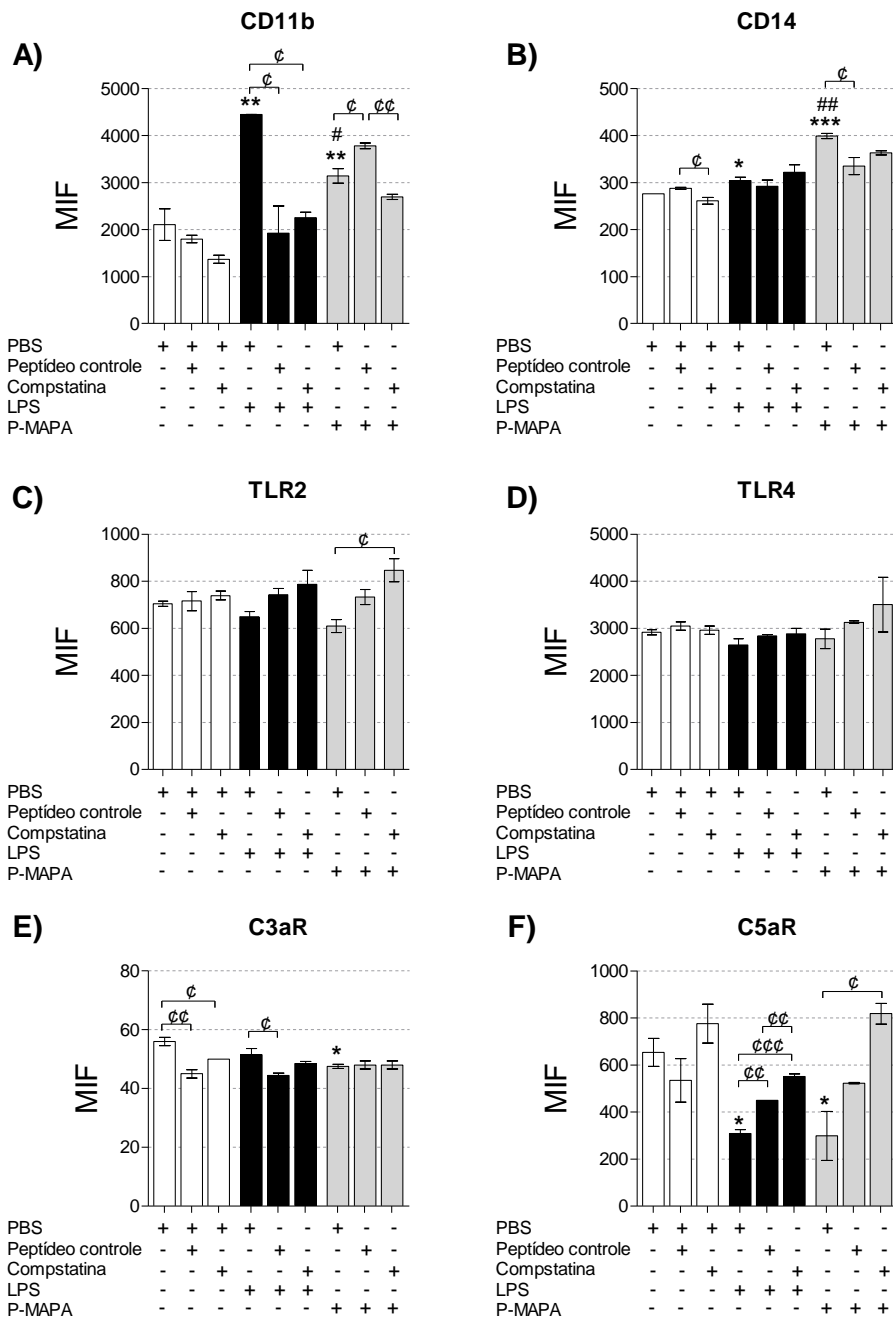 A)
CD11b
MIF
5000
4000
3000
2000
1000
0
¢
¢ ¢ ¢¢
** #
**
PBS + + + + - - + - -
Peptídeo controle - + - - + - - + -
Compstatina - - + - - + - - +
LPS - - - + + + - - -
P-MAPA - - - - - - + + +
B)
CD14
MIF
500
400
300
200
100
0
¢
##
***
¢ *
PBS + + + + - - + - -
Peptídeo controle - + - - + - - + -
Compstatina - - + - - + - - +
LPS - - - + + + - - -
P-MAPA - - - - - - + + +
C)
TLR2
MIF
1000
800
600
400
200
0
¢
PBS + + + + - - + - -
Peptídeo controle - + - - + - - + -
Compstatina - - + - - + - - +
LPS - - - + + + - - -
P-MAPA - - - - - - + + +
D)
TLR4
MIF
5000
4000
3000
2000
1000
0
PBS + + + + - - + - -
Peptídeo controle - + - - + - - + -
Compstatina - - + - - + - - +
LPS - - - + + + - - -
P-MAPA - - - - - - + + +
E)
C3aR
MIF
80
60
40
20
0
¢
¢¢ ¢
*
PBS + + + + - - + - -
Peptídeo controle - + - - + - - + -
Compstatina - - + - - + - - +
LPS - - - + + + - - -
P-MAPA - - - - - - + + +
F)
C5aR
MIF
1000
800
600
400
200
0
¢
¢¢
¢¢¢
¢¢
* *
PBS + + + + - - + - -
Peptídeo controle - + - - + - - + -
Compstatina - - + - - + - - +
LPS - - - + + + - - -
P-MAPA - - - - - - + + +